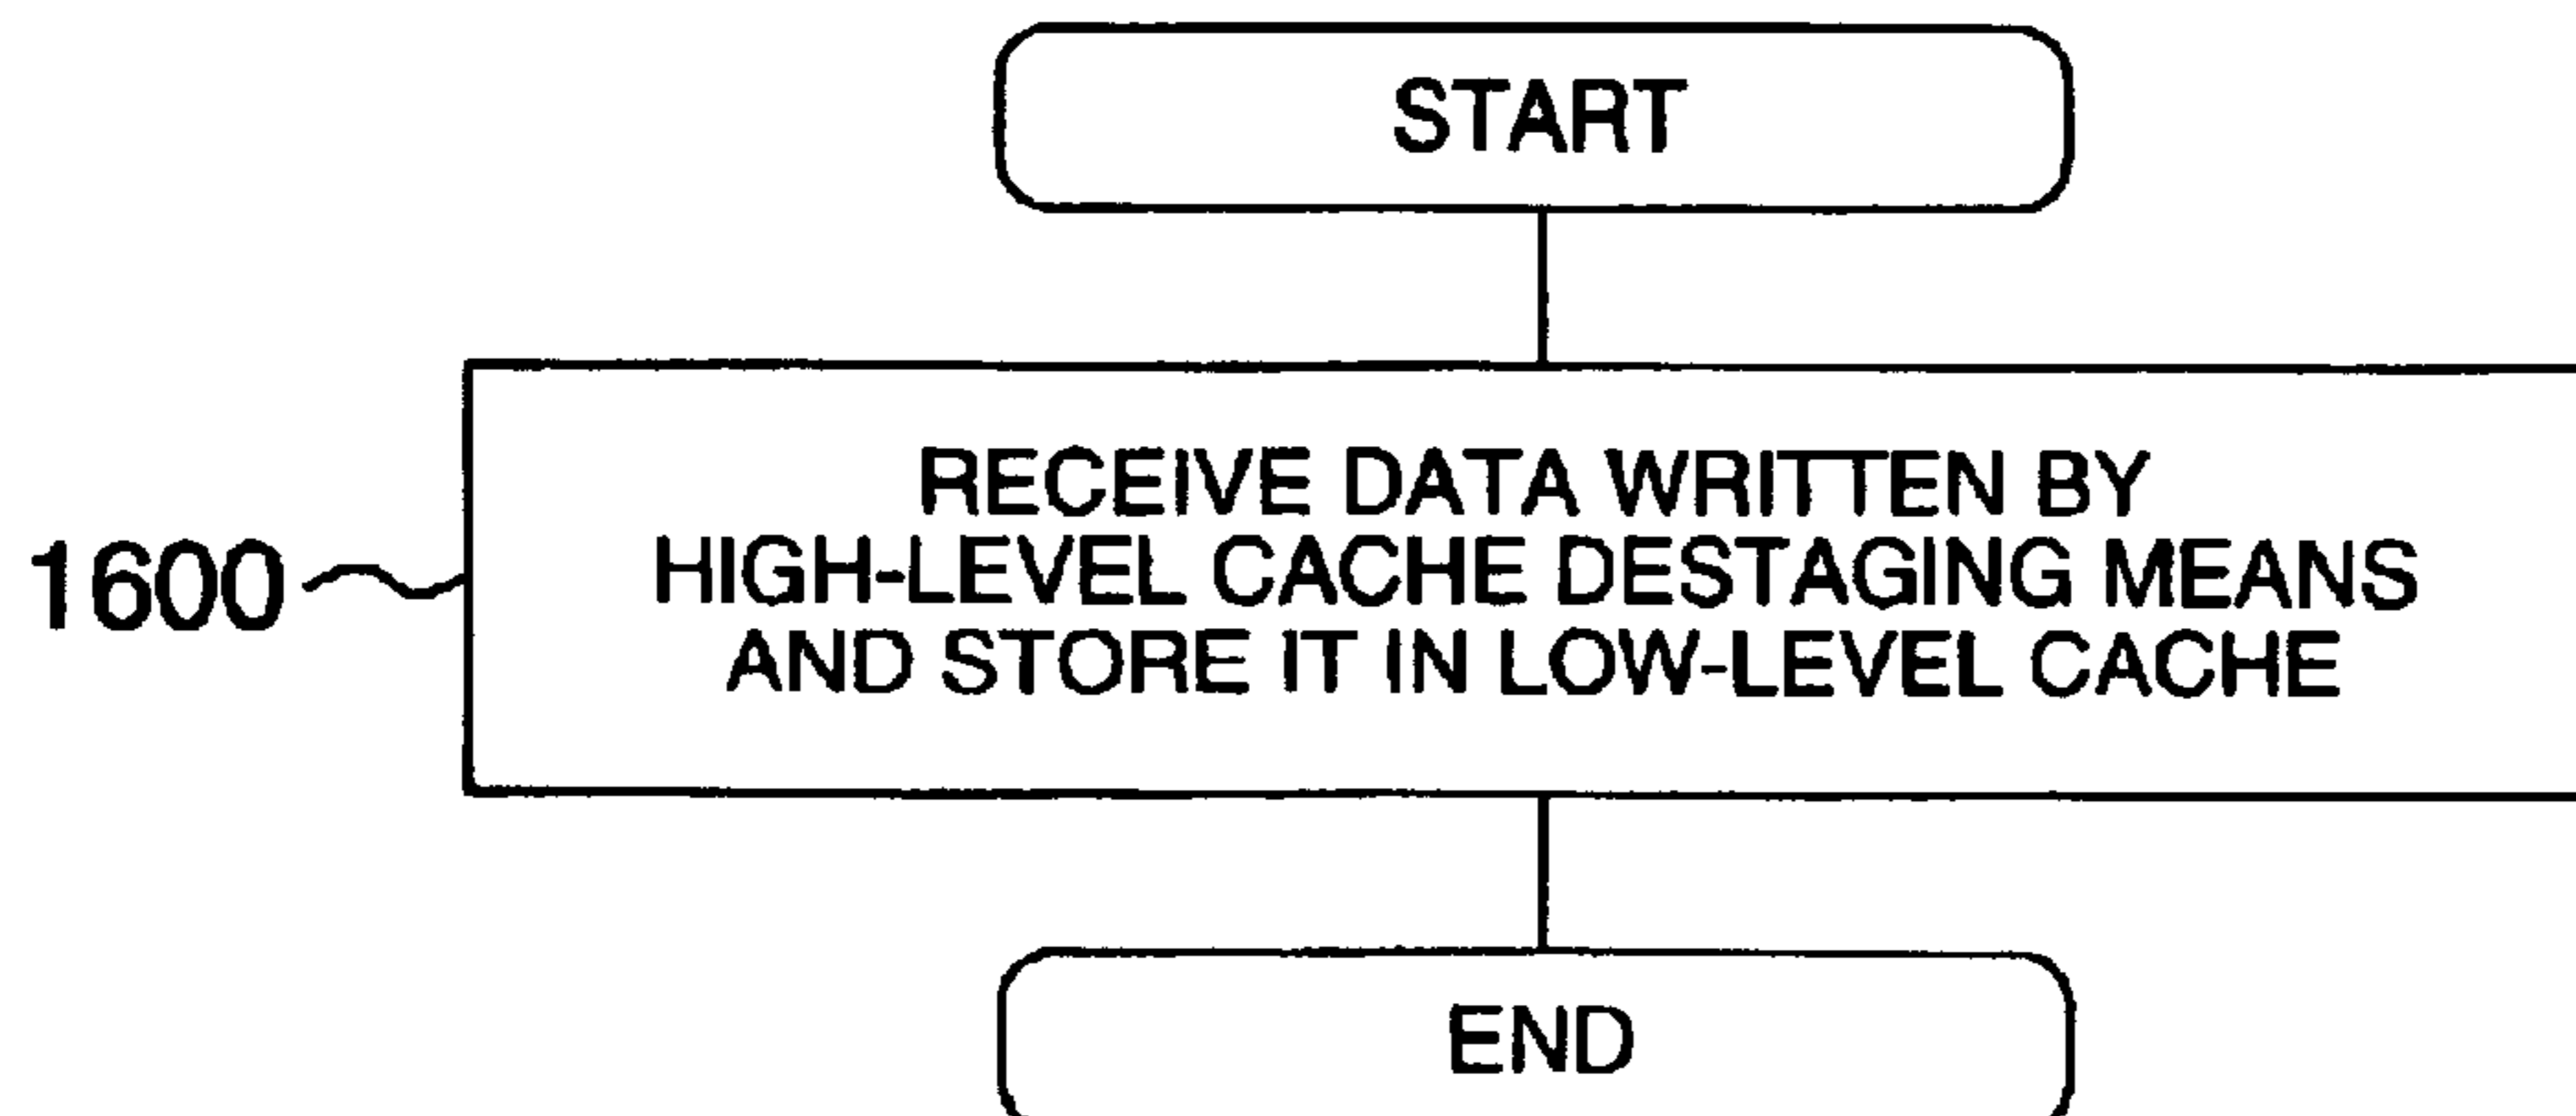 START
RECEIVE DATA WRITTEN BY
HIGH-LEVEL CACHE DESTAGING MEANS
AND STORE IT IN LOW-LEVEL CACHE
1600
END